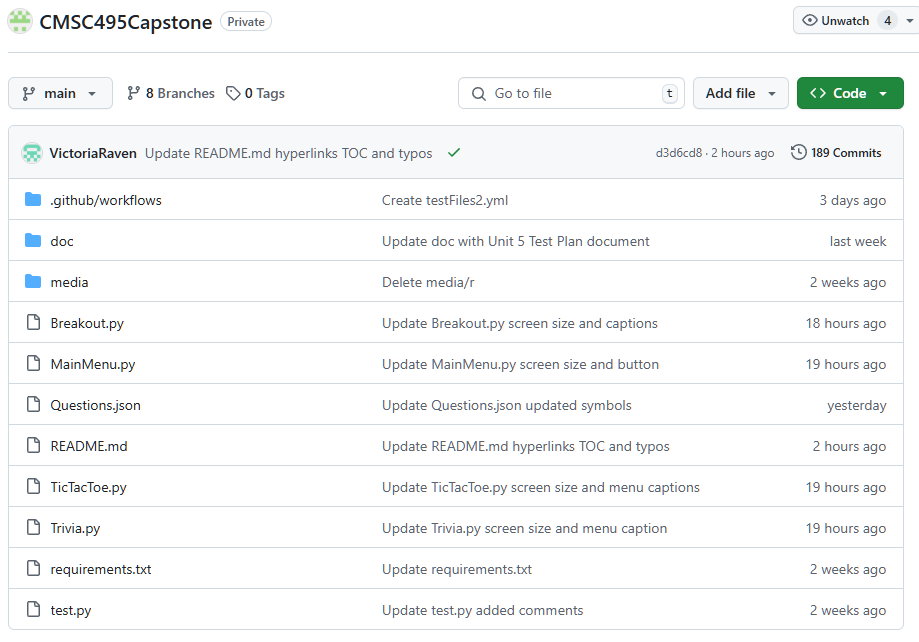 CMSC495Capstone Private Unwatch 4
main 8 Branches 0 Tags Go to file t Add file Code
VictoriaRaven Update README.md hyperlinks TOC and typos d3d6cd8 · 2 hours ago 189 Commits
.github/workflows Create testFiles2.yml 3 days ago
doc Update doc with Unit 5 Test Plan document last week
media Delete media/r 2 weeks ago
Breakout.py Update Breakout.py screen size and captions 18 hours ago
MainMenu.py Update MainMenu.py screen size and button 19 hours ago
Questions.json Update Questions.json updated symbols yesterday
README.md Update README.md hyperlinks TOC and typos 2 hours ago
TicTacToe.py Update TicTacToe.py screen size and menu captions 19 hours ago
Trivia.py Update Trivia.py screen size and menu caption 19 hours ago
requirements.txt Update requirements.txt 2 weeks ago
test.py Update test.py added comments 2 weeks ago